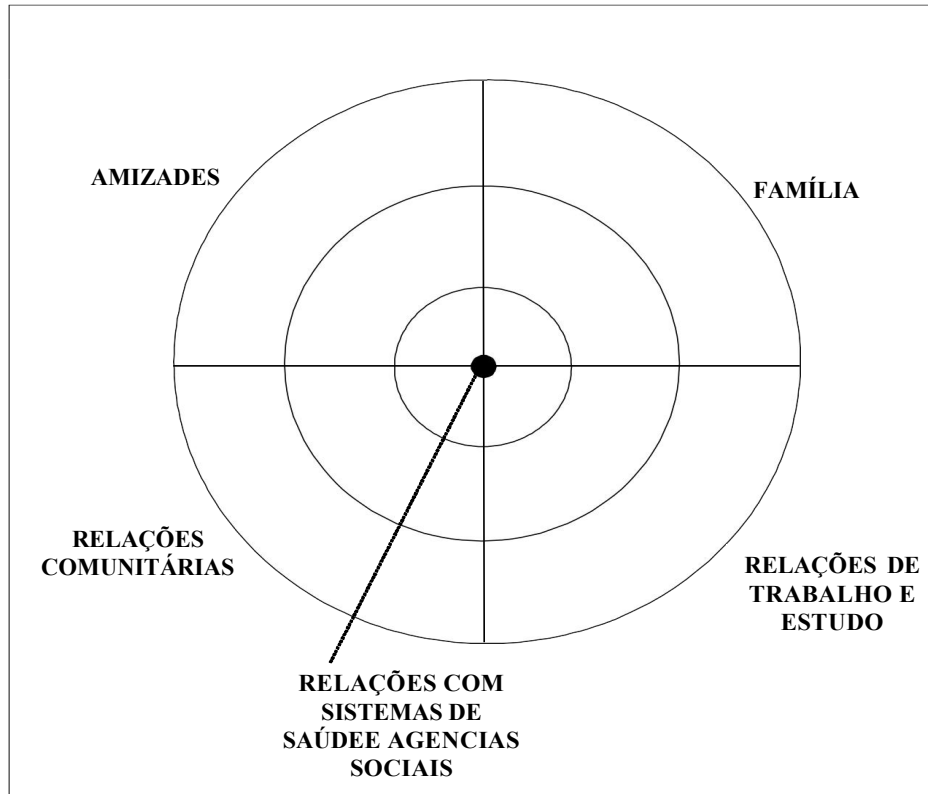 AMIZADES
FAMÍLIA
RELAÇÕES
COMUNITÁRIAS
RELAÇÕES DE
TRABALHO E
ESTUDO
RELAÇÕES COM
SISTEMAS DE
SAÚDEE AGENCIAS
SOCIAIS